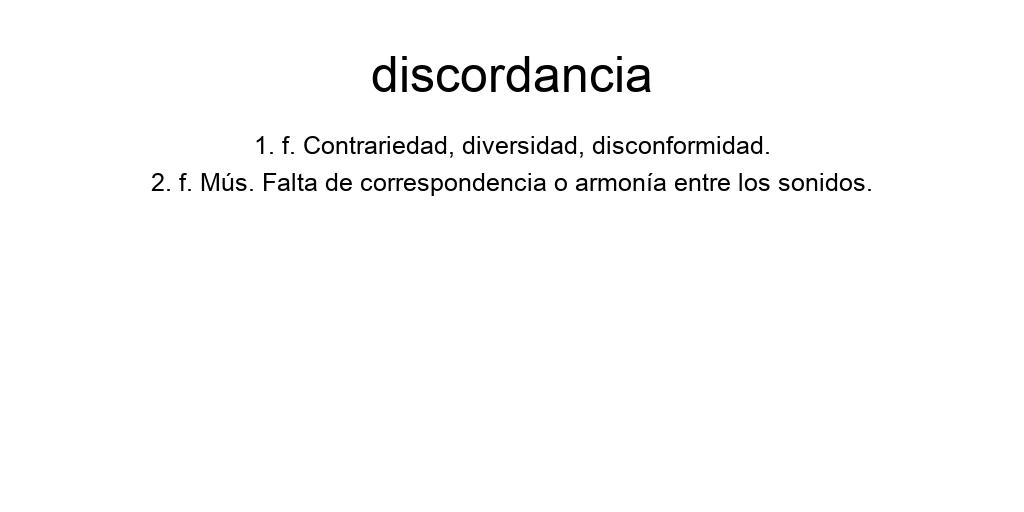 discordancia
1. f. Contrariedad, diversidad, disconformidad.
2. f. Mús. Falta de correspondencia o armonía entre los sonidos.